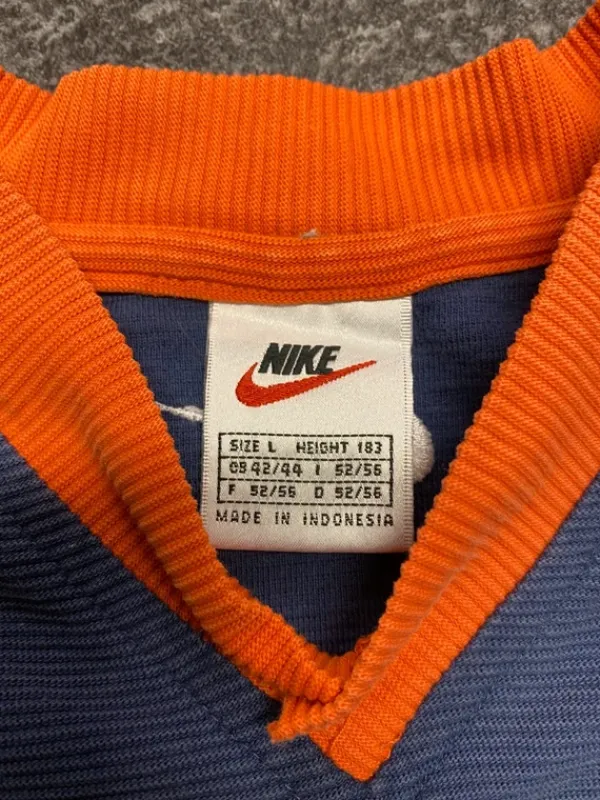 NIKE
SIZE L HEIGHT 183
GB 42/44 I 52/56
F 52/56 D 52/56
MADE IN INDONESIA